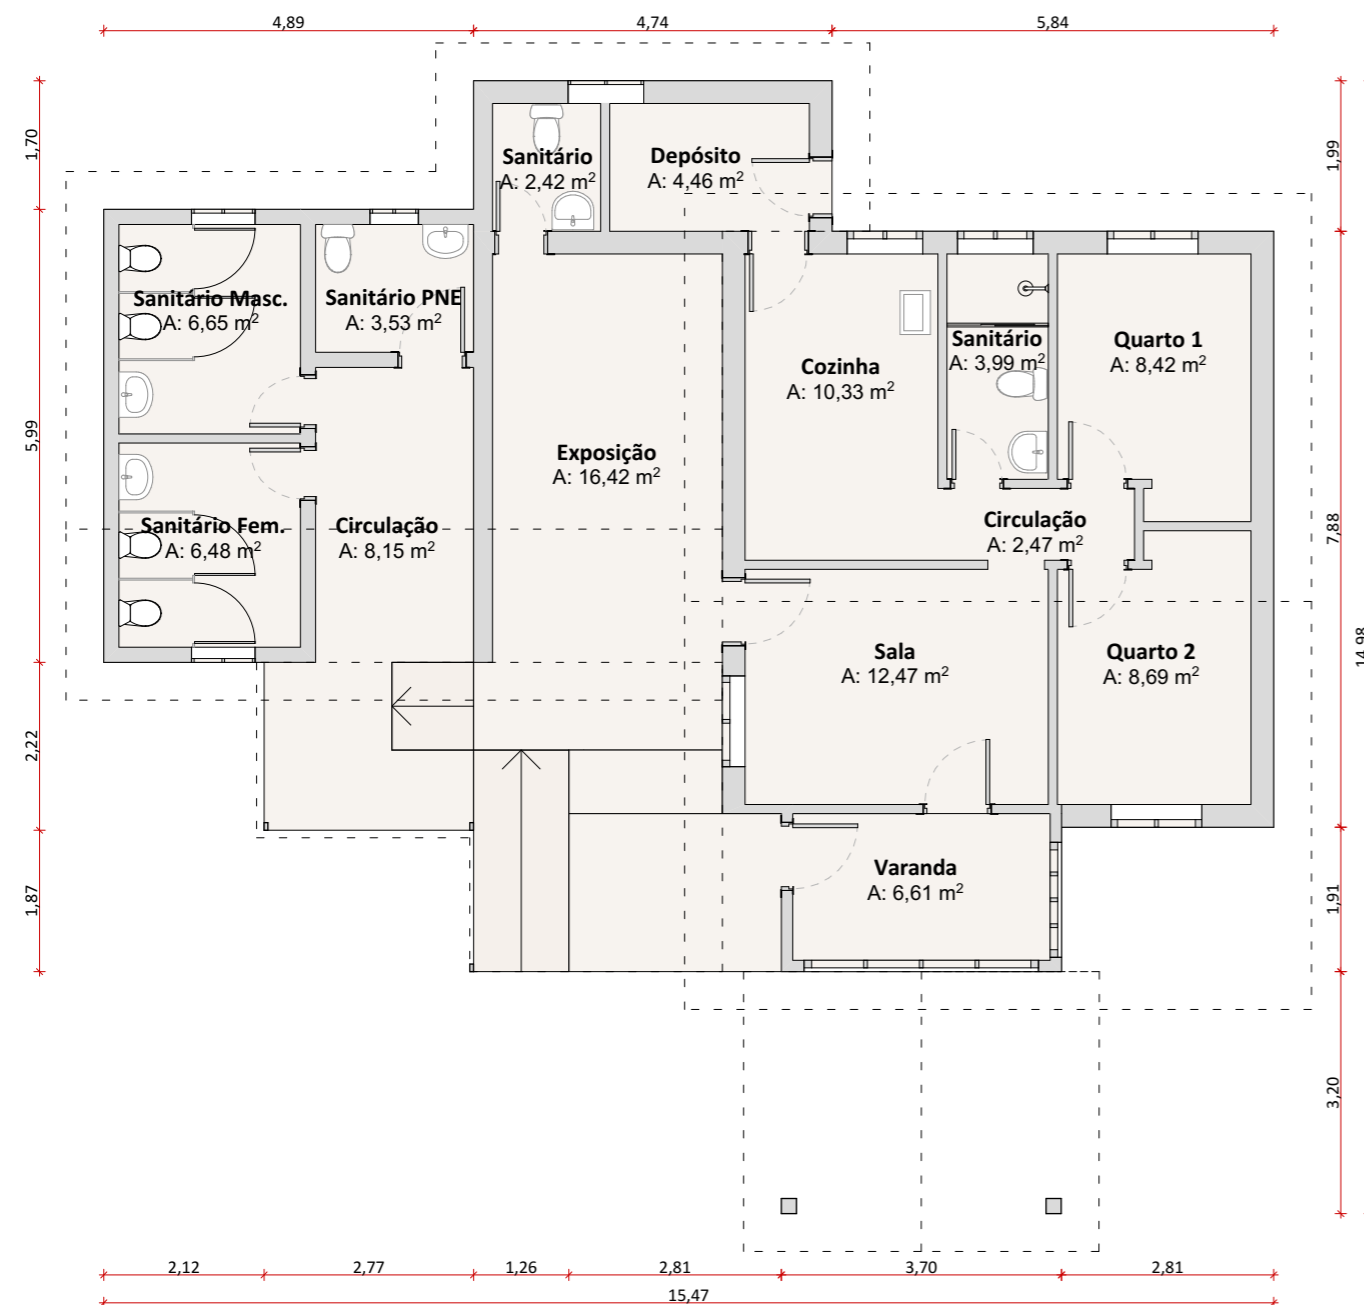 4,89
4,74
5,84
1,70
1,99
Sanitário
A: 2,42 m²
Depósito
A: 4,46 m²
Sanitário Masc.
A: 6,65 m²
Sanitário PNE
A: 3,53 m²
Cozinha
A: 10,33 m²
Sanitário
A: 3,99 m²
Quarto 1
A: 8,42 m²
5,99
Exposição
A: 16,42 m²
Sanitário Fem.
A: 6,48 m²
Circulação
A: 8,15 m²
Circulação
A: 2,47 m²
7,88
14,98
Sala
A: 12,47 m²
Quarto 2
A: 8,69 m²
2,22
1,87
Varanda
A: 6,61 m²
1,91
3,20
2,12
2,77
1,26
2,81
3,70
2,81
15,47